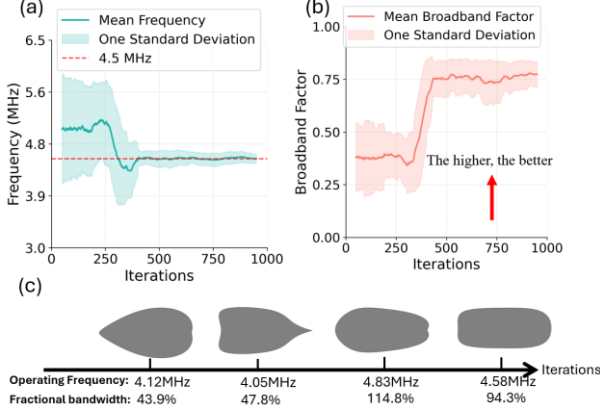 (a)
Mean Frequency
One Standard Deviation
4.5 MHz
Frequency (MHz)
6.5
5.6
4.8
3.9
3.0
0
250
500
750
1000
Iterations
(b)
Mean Broadband Factor
One Standard Deviation
Broadband Factor
1.00
0.75
0.50
0.25
0.00
The higher, the better
0
250
500
750
1000
Iterations
(c)
Iterations
Operating Frequency: 4.12MHz 4.05MHz 4.83MHz 4.58MHz
Fractional bandwidth: 43.9% 47.8% 114.8% 94.3%